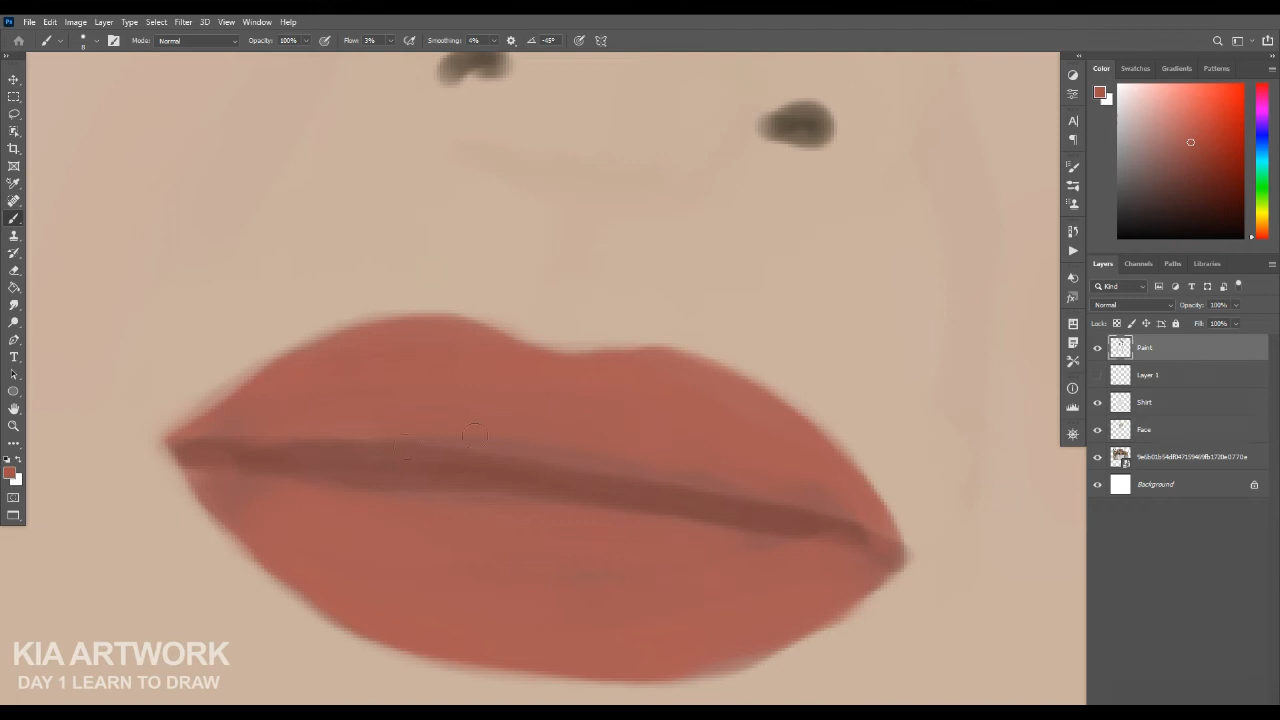 File Edit Image Layer Type Select Filter 3D View Window Help
8 Mode: Normal Opacity: 100% Flow: 3% Smoothing: 4% -45°
Color Swatches Gradients Patterns
Layers Channels Paths Libraries
Kind
Normal Opacity: 100%
Lock: Fill: 100%
Paint
Layer 1
Shirt
Face
Background
KIA ARTWORK
DAY 1 LEARN TO DRAW